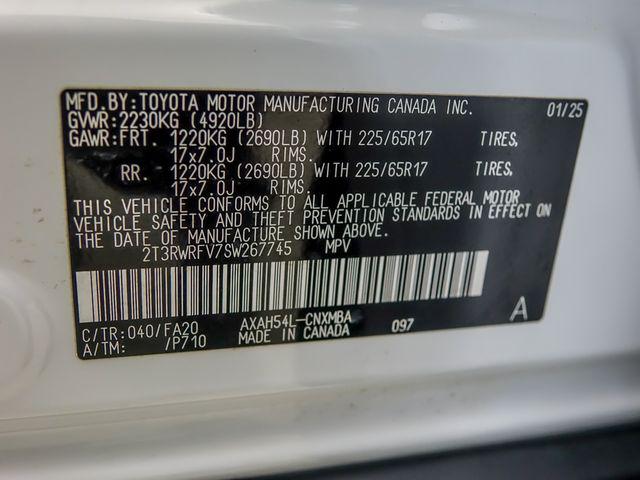 MFD.BY:TOYOTA MOTOR MANUFACTURING CANADA INC. 01/25
GVWR:2230KG (4920LB)
GAWR:FRT. 1220KG (2690LB) WITH 225/65R17 TIRES,
17x7.0J RIMS.
RR. 1220KG (2690LB) WITH 225/65R17 TIRES,
17x7.0J RIMS.
THIS VEHICLE CONFORMS TO ALL APPLICABLE FEDERAL MOTOR
VEHICLE SAFETY AND THEFT PREVENTION STANDARDS IN EFFECT ON
THE DATE OF MANUFACTURE SHOWN ABOVE.
2T3RWRFV7SW267745 MPV
A
C/TR:040/FA20 AXAH54L-CNXMBA 097
A/TM: /P710 MADE IN CANADA